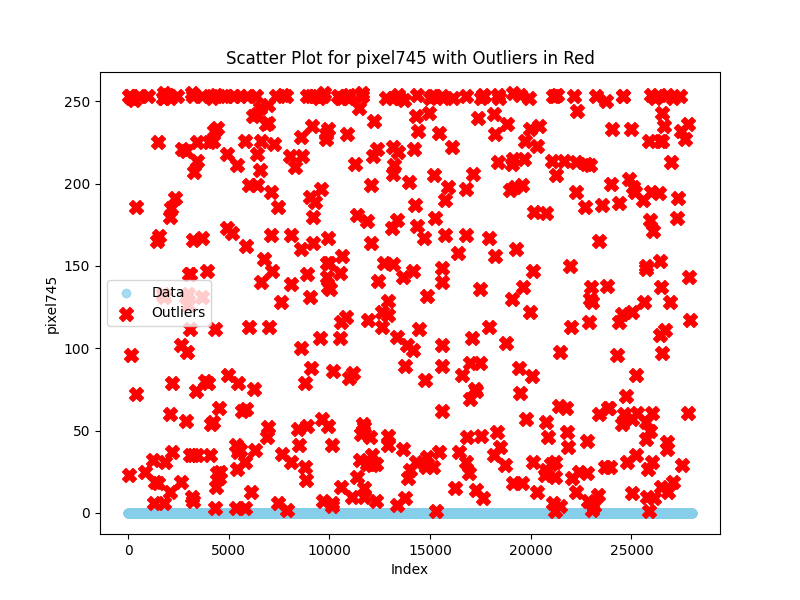 Scatter Plot for pixel745 with Outliers in Red
250
200
150
100
50
0
pixel745
Data
Outliers
0
5000
10000
15000
20000
25000
Index